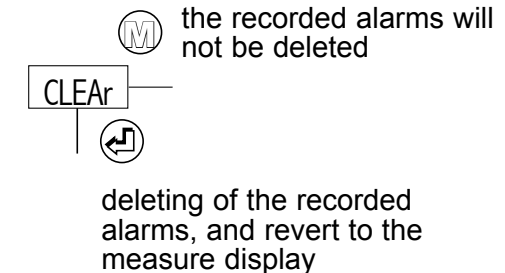 the recorded alarms will
not be deleted
M
CLEAr
deleting of the recorded
alarms, and revert to the
measure display